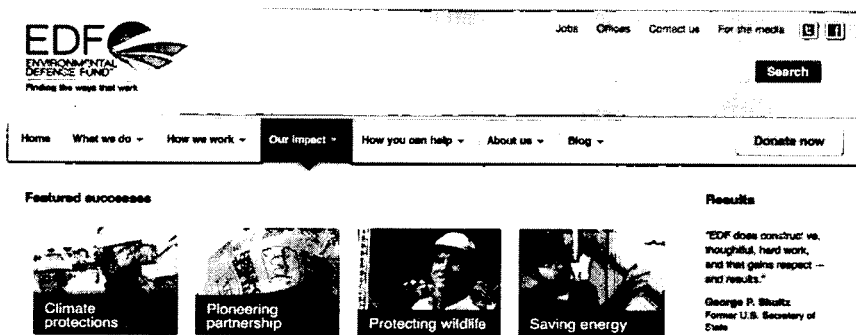 EDF
ENVIRONMENTAL
DEFENCE FUND™
Finding the ways that work
Jobs Offices Contact us For the media
Search
Home What we do How we work Our impact How you can help About us Blog Donate now
Featured successes
Climate
protections
Pioneering
partnership
Protecting wildlife
Saving energy
Results
"EDF does constructive,
thoughtful, hard work,
and that gains respect —
and results."
George P. Shultz
Former U.S. Secretary of
State